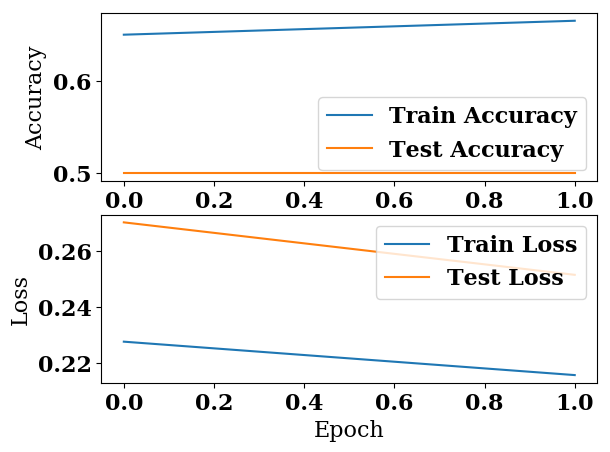 Accuracy
0.6
0.5
Train Accuracy
Test Accuracy
0.0 0.2 0.4 0.6 0.8 1.0
Loss
0.26
0.24
0.22
Train Loss
Test Loss
0.0 0.2 0.4 0.6 0.8 1.0
Epoch